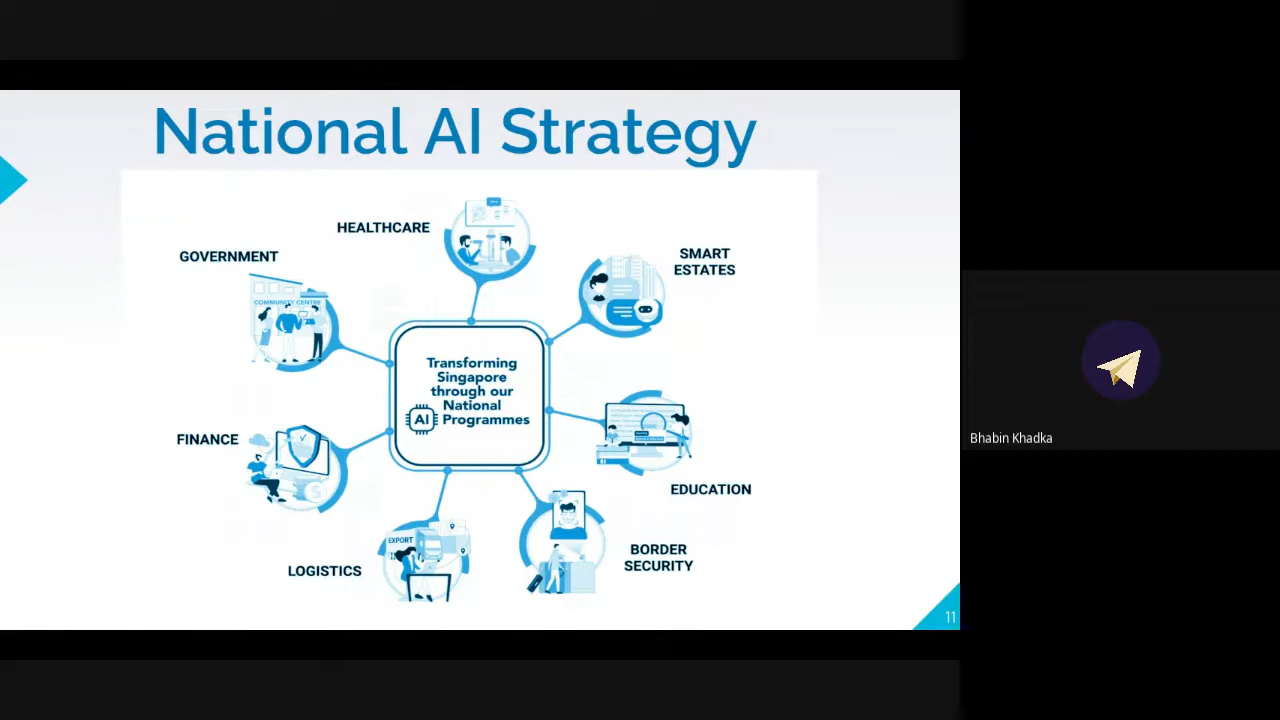 National AI Strategy
HEALTHCARE
GOVERNMENT
SMART
ESTATES
COMMUNITY CENTRE
Transforming
Singapore
through our
National
AI Programmes
FINANCE
EDUCATION
EXPORT
BORDER
SECURITY
LOGISTICS
11
Bhabin Khadka